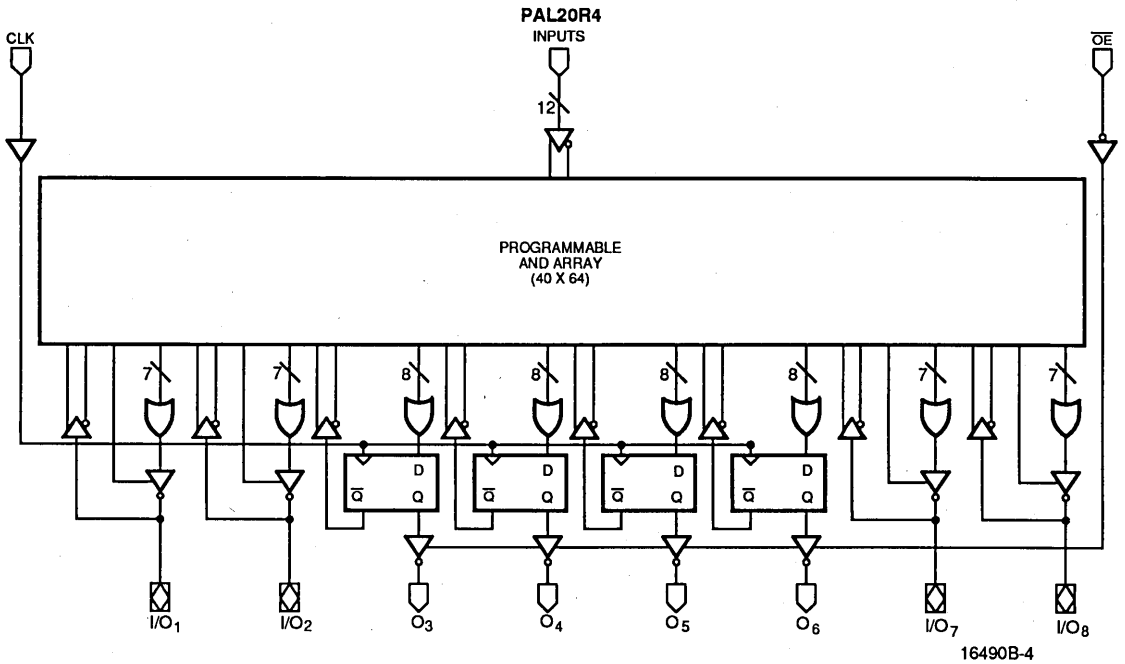 PAL20R4
CLK
INPUTS
OE
12
PROGRAMMABLE
AND ARRAY
(40 X 64)
7
7
8
8
8
8
7
7
D
D
D
D
Q
Q
Q
Q
Q
Q
Q
Q
I/O1
I/O2
O3
O4
O5
O6
I/O7
I/O8
16490B-4